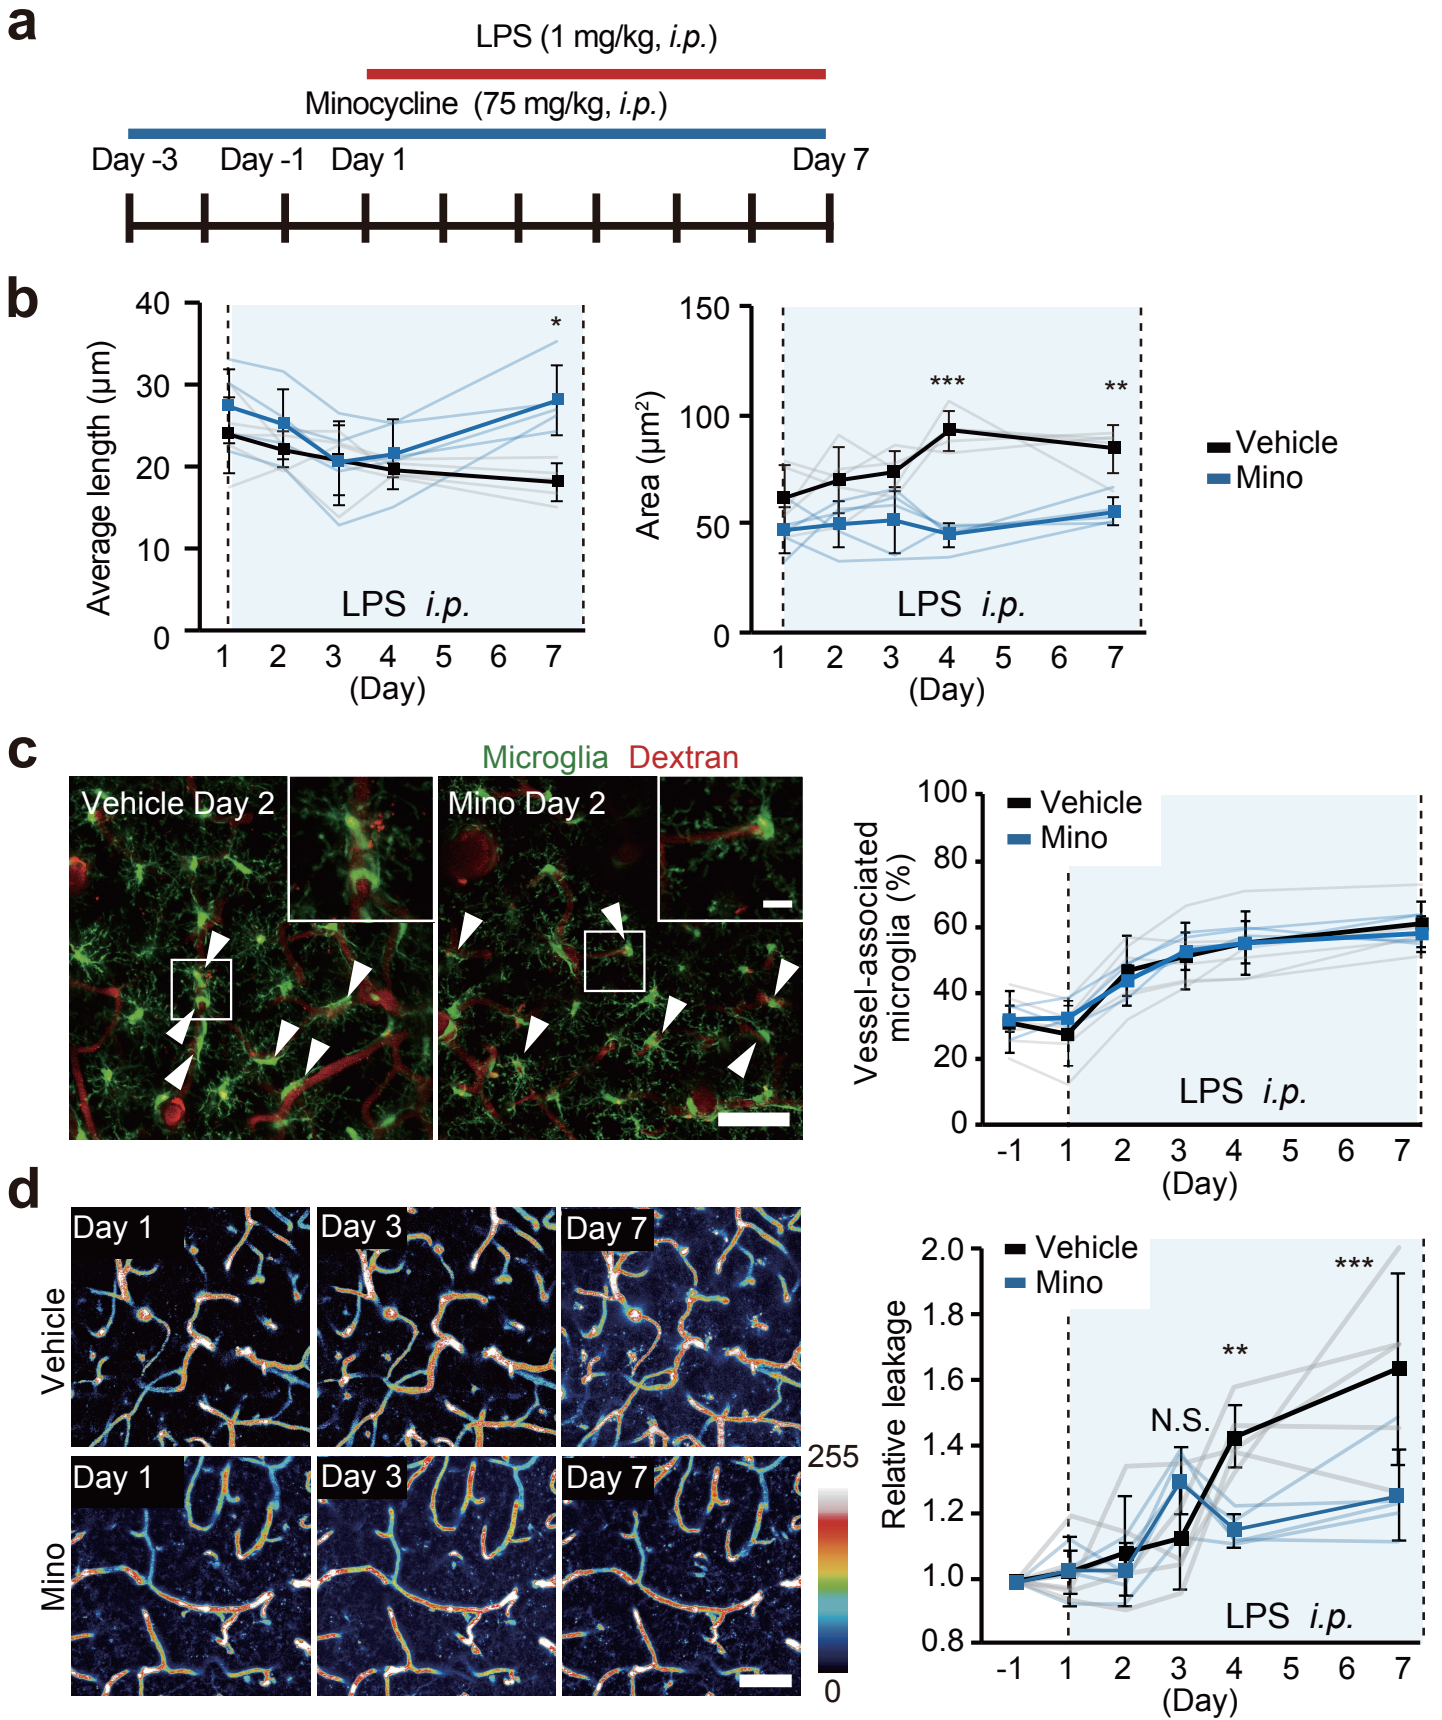 a
LPS (1 mg/kg, i.p.)
Minocycline (75 mg/kg, i.p.)
Day -3 Day -1 Day 1 Day 7
b
40
30
20
10
0
Average length (μm)
*
LPS i.p.
1 2 3 4 5 6 7
(Day)
150
100
50
0
Area (μm2)
***
**
LPS i.p.
1 2 3 4 5 6 7
(Day)
Vehicle
Mino
c
Microglia Dextran
Vehicle Day 2
Mino Day 2
100
80
60
40
20
0
Vessel-associated
microglia (%)
Vehicle
Mino
LPS i.p.
-1 1 2 3 4 5 6 7
(Day)
d
Vehicle
Day 1
Day 3
Day 7
Mino
Day 1
Day 3
Day 7
255
0
2.0
1.8
1.6
1.4
1.2
1.0
0.8
Relative leakage
Vehicle
Mino
N.S.
**
***
LPS i.p.
-1 1 2 3 4 5 6 7
(Day)